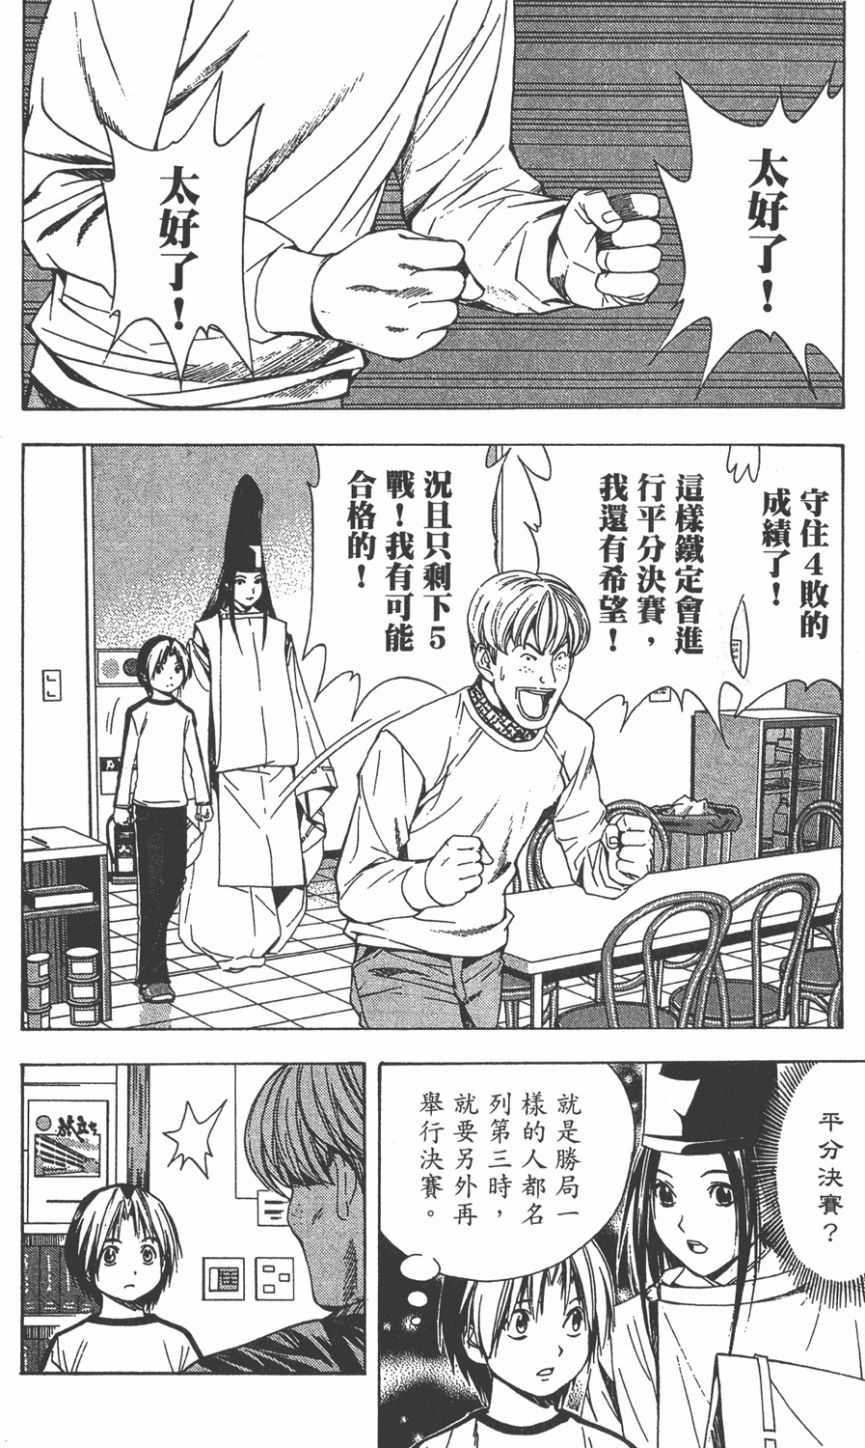 太好了！
太好了！
守住4敗的
成績了！
這樣鐵定會進
行平分決賽，
我還有希望！
況且只剩下5
戰！我有可能
合格的！
平分決賽？
就是勝局一
樣的人都名
列第三時，
就要另外再
舉行決賽。